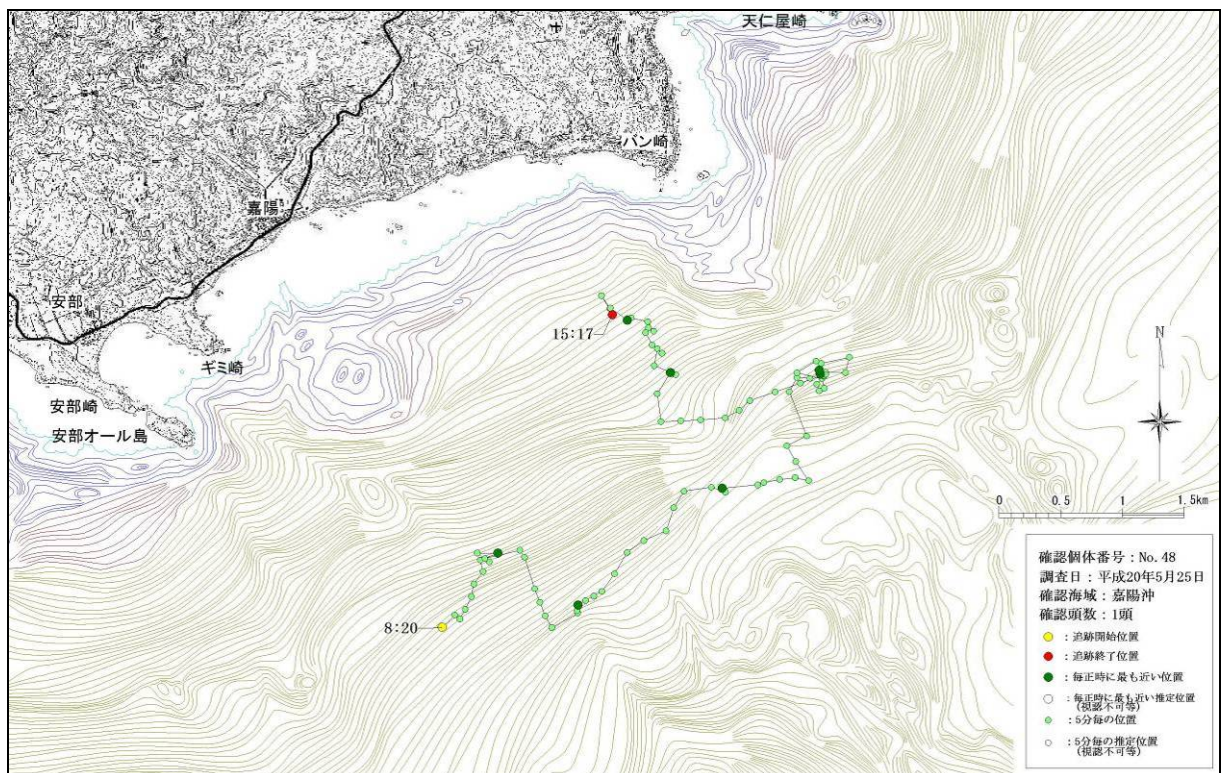 天仁屋崎
バン崎
嘉陽
安部
ギミ崎
安部崎
安部オール島
15:17
8:20
N
0 0.5 1 1.5km
確認個体番号：No.48
調査日：平成20年5月25日
確認海域：嘉陽沖
確認頭数：1頭
：追跡開始位置
：追跡終了位置
：毎正時に最も近い位置
：毎正時に最も近い推定位置
（視認不可等）
：5分毎の位置
：5分毎の推定位置
（視認不可等）